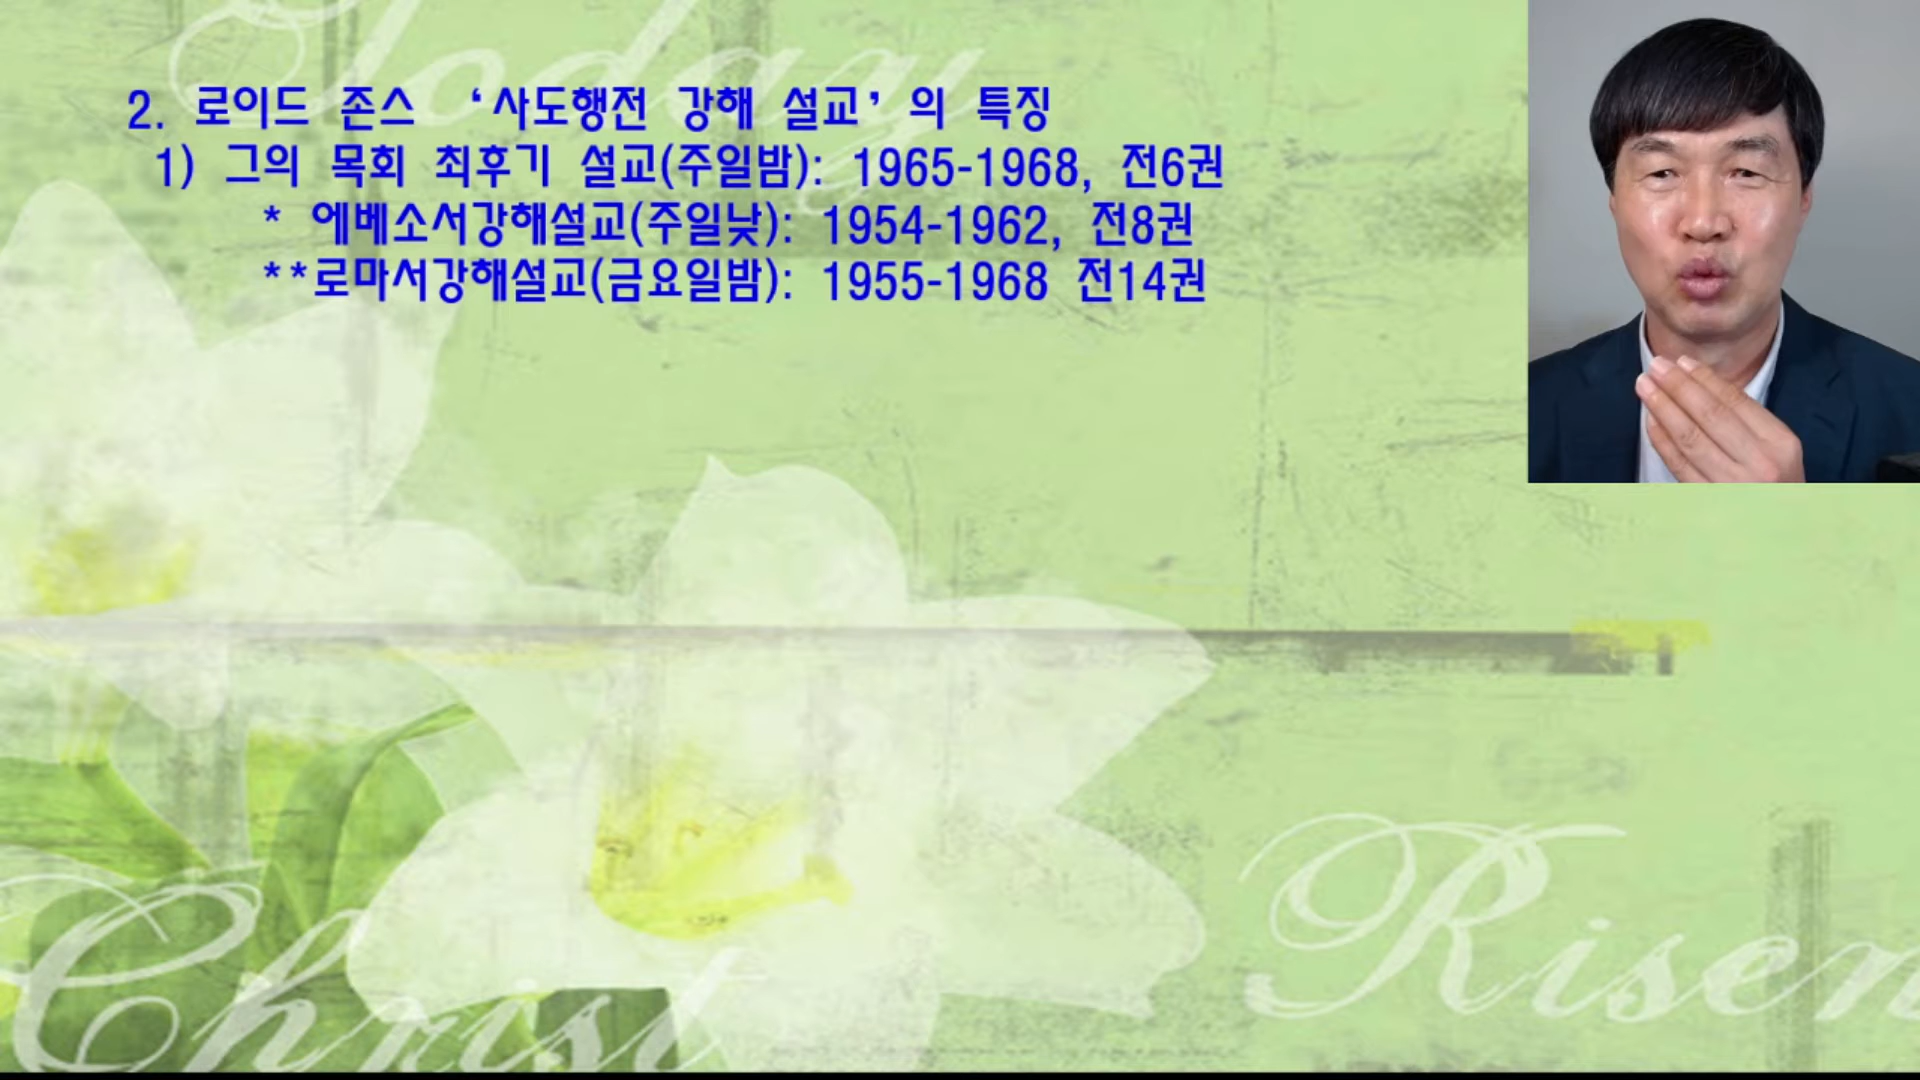 Today
2. 로이드 존스 ‘사도행전 강해 설교’의 특징
1) 그의 목회 최후기 설교(주일밤): 1965-1968, 전6권
* 에베소서강해설교(주일낮): 1954-1962, 전8권
**로마서강해설교(금요일밤): 1955-1968 전14권
Christ Risen